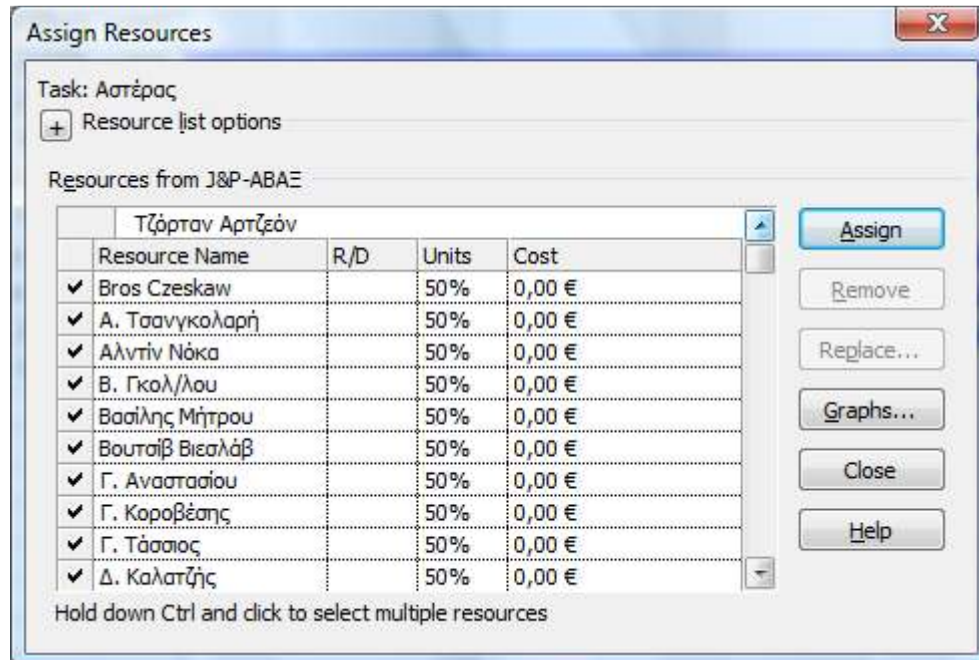 Assign Resources
Task: Αστέρας
+ Resource list options
Resources from J&P-ΑΒΑΞ
Τζόρταν Αρτζεόν
Resource Name R/D Units Cost
Bros Czeskaw 50% 0,00 €
Α. Τσανγκολαρή 50% 0,00 €
Αλντίν Νόκα 50% 0,00 €
Β. Γκολ/λου 50% 0,00 €
Βασίλης Μήτρου 50% 0,00 €
Βουτσίβ Βιεσλάβ 50% 0,00 €
Γ. Αναστασίου 50% 0,00 €
Γ. Κοροβέσης 50% 0,00 €
Γ. Τάσσιος 50% 0,00 €
Δ. Καλατζής 50% 0,00 €
Assign
Remove
Replace...
Graphs...
Close
Help
Hold down Ctrl and click to select multiple resources